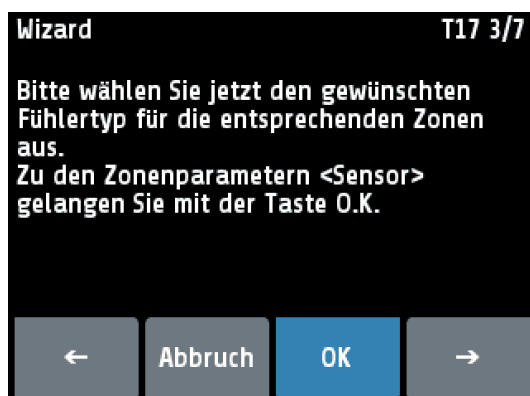 Wizard T17 3/7
Bitte wählen Sie jetzt den gewünschten
Fühlertyp für die entsprechenden Zonen
aus.
Zu den Zonenparametern <Sensor>
gelangen Sie mit der Taste O.K.
← Abbruch OK →